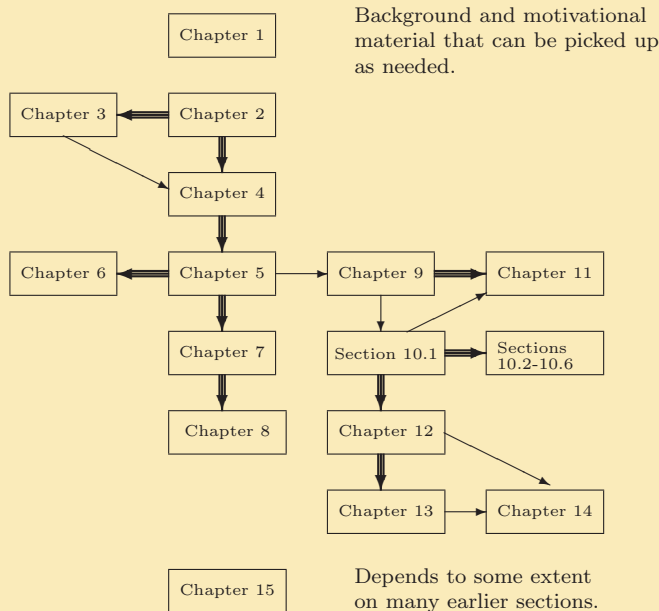 Chapter 1
Background and motivational
material that can be picked up
as needed.
Chapter 3
Chapter 2
Chapter 4
Chapter 6
Chapter 5
Chapter 9
Chapter 11
Chapter 7
Section 10.1
Sections
10.2-10.6
Chapter 8
Chapter 12
Chapter 13
Chapter 14
Chapter 15
Depends to some extent
on many earlier sections.